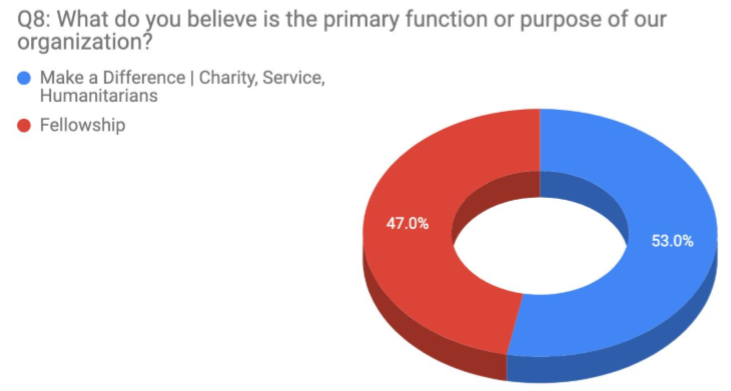 Q8: What do you believe is the primary function or purpose of our
organization?
Make a Difference | Charity, Service,
Humanitarians
Fellowship
47.0%
53.0%